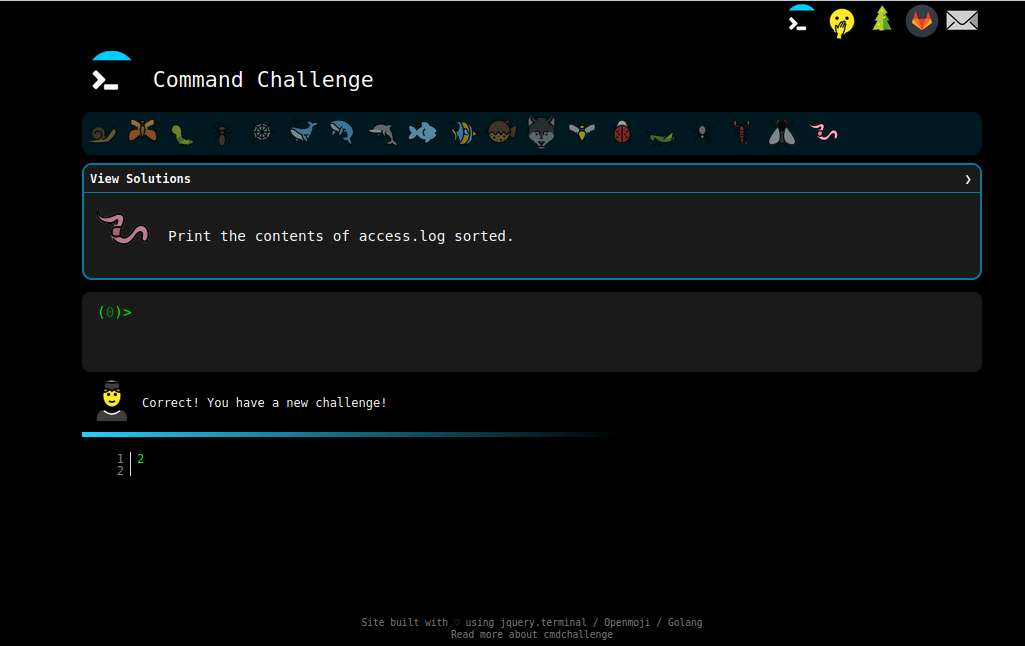 Command Challenge
View Solutions ❯
Print the contents of access.log sorted.
(0)>
Correct! You have a new challenge!
1 2
2
Site built with ♡ using jquery.terminal / Openmoji / Golang
Read more about cmdchallenge